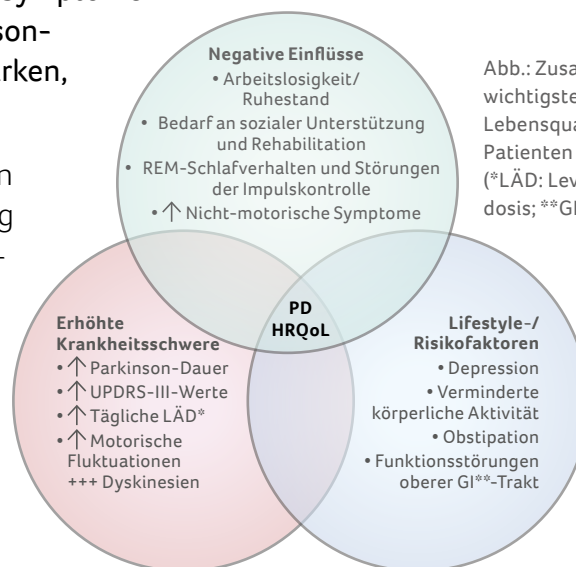 son-
rken,
n
g
-
Negative Einflüsse
• Arbeitslosigkeit/
Ruhestand
• Bedarf an sozialer Unterstützung
und Rehabilitation
• REM-Schlafverhalten und Störungen
der Impulskontrolle
• ↑ Nicht-motorische Symptome
Abb.: Zusa
wichtigste
Lebensqua
Patienten
(*LÄD: Lev
dosis; **GI
PD
HRQoL
Erhöhte
Krankheitsschwere
• ↑ Parkinson-Dauer
• ↑ UPDRS-III-Werte
• ↑ Tägliche LÄD*
• ↑ Motorische
Fluktuationen
+++ Dyskinesien
Lifestyle-/
Risikofaktoren
• Depression
• Verminderte
körperliche Aktivität
• Obstipation
• Funktionsstörungen
oberer GI**-Trakt